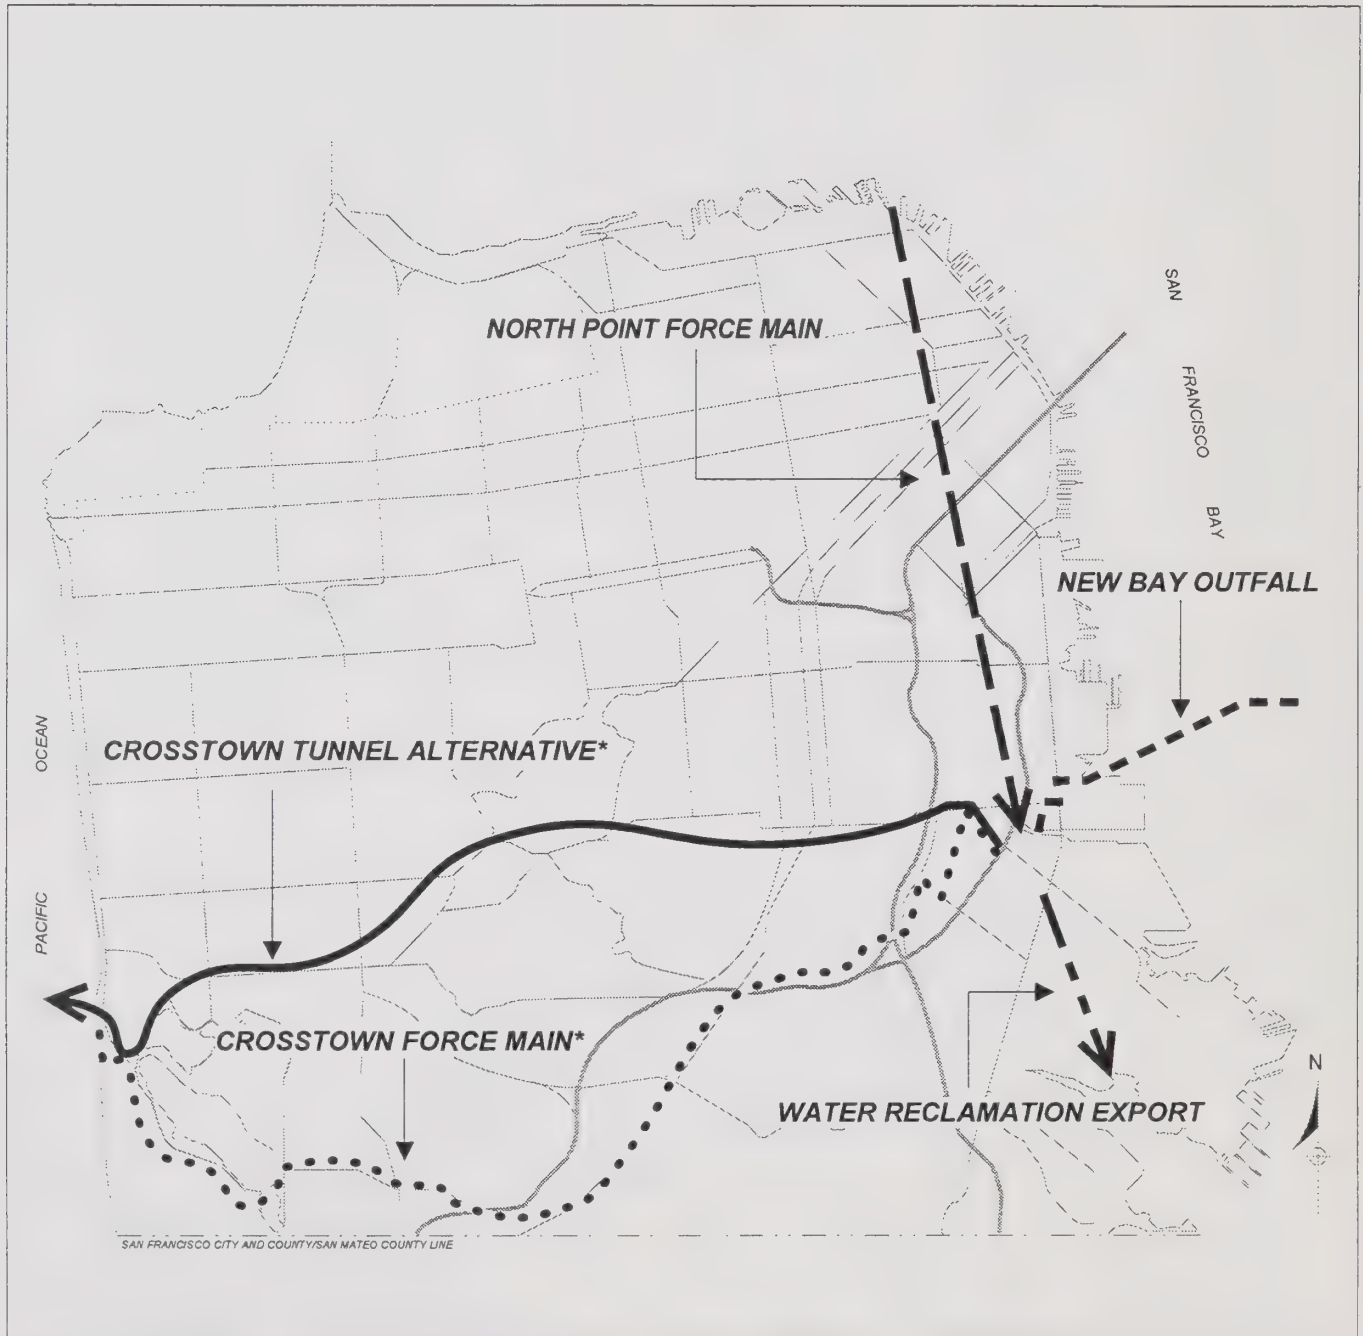 SAN
FRANCISCO
BAY
NORTH POINT FORCE MAIN
NEW BAY OUTFALL
OCEAN
CROSSTOWN TUNNEL ALTERNATIVE*
PACIFIC
CROSSTOWN FORCE MAIN*
N
WATER RECLAMATION EXPORT
SAN FRANCISCO CITY AND COUNTY/SAN MATEO COUNTY LINE